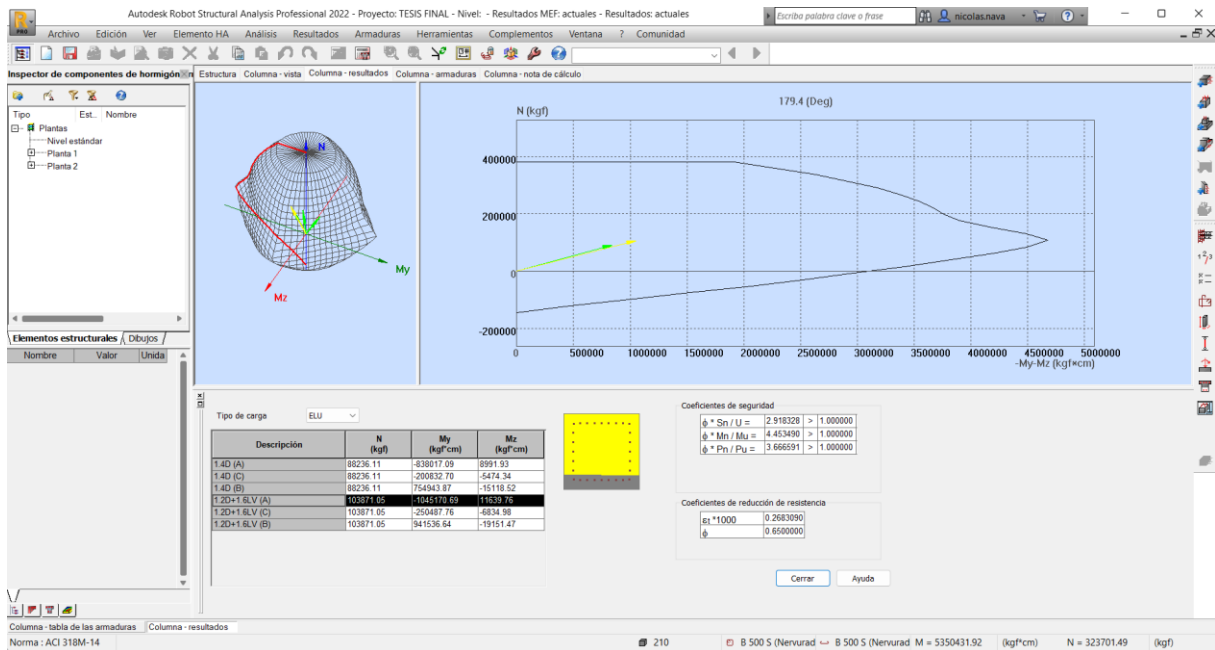 Autodesk Robot Structural Analysis Professional 2022 - Proyecto: TESIS FINAL - Nivel: - Resultados MEF: actuales - Resultados: actuales
Escriba palabra clave o frase
nicolas.nava
PRO
Archivo Edición Ver Elemento HA Análisis Resultados Armaduras Herramientas Complementos Ventana ? Comunidad
Inspector de componentes de hormigón
Estructura Columna - vista Columna - resultados Columna - armaduras Columna - nota de cálculo
Tipo Est.. Nombre
Plantas
Nivel estándar
Planta 1
Planta 2
Elementos estructurales Dibujos
Nombre Valor Unida
N
My
Mz
179.4 (Deg)
N (kgf)
400000
200000
0
-200000
0 500000 1000000 1500000 2000000 2500000 3000000 3500000 4000000 4500000 5000000
-My-Mz (kgf*cm)
Tipo de carga ELU
Descripción N (kgf) My (kgf*cm) Mz (kgf*cm)
1.4D (A) 88236.11 -838017.09 8991.93
1.4D (C) 88236.11 -200832.70 -5474.34
1.4D (B) 88236.11 754943.87 -15118.52
1.2D+1.6LV (A) 103871.05 -1045170.69 11639.76
1.2D+1.6LV (C) 103871.05 -250487.76 -6834.98
1.2D+1.6LV (B) 103871.05 941536.64 -19151.47
Coeficientes de seguridad
ϕ * Sn / U = 2.918328 > 1.000000
ϕ * Mn / Mu = 4.453490 > 1.000000
ϕ * Pn / Pu = 3.666591 > 1.000000
Coeficientes de reducción de resistencia
εt *1000 0.2683090
ϕ 0.6500000
Cerrar Ayuda
Columna - tabla de las armaduras Columna - resultados
Norma : ACI 318M-14
210
B 500 S (Nervurad
B 500 S (Nervurad
M = 5350431.92 (kgf*cm) N = 323701.49 (kgf)